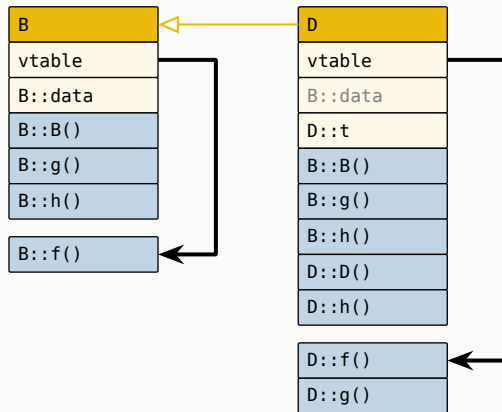 B
vtable
B::data
B::B()
B::g()
B::h()
B::f()
D
vtable
B::data
D::t
B::B()
B::g()
B::h()
D::D()
D::h()
D::f()
D::g()